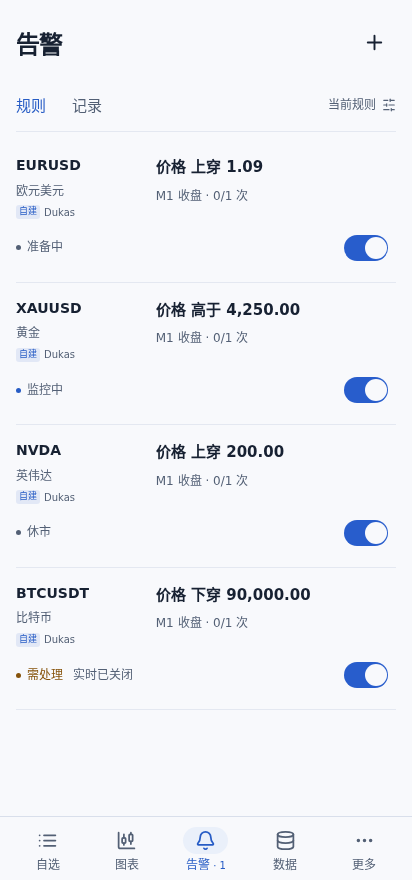 告警
规则 记录 当前规则
EURUSD 价格 上穿 1.09
欧元美元 M1 收盘 · 0/1 次
自建 Dukas
准备中
XAUUSD 价格 高于 4,250.00
黄金 M1 收盘 · 0/1 次
自建 Dukas
监控中
NVDA 价格 上穿 200.00
英伟达 M1 收盘 · 0/1 次
自建 Dukas
休市
BTCUSDT 价格 下穿 90,000.00
比特币 M1 收盘 · 0/1 次
自建 Dukas
需处理 实时已关闭
自选 图表 告警 · 1 数据 更多